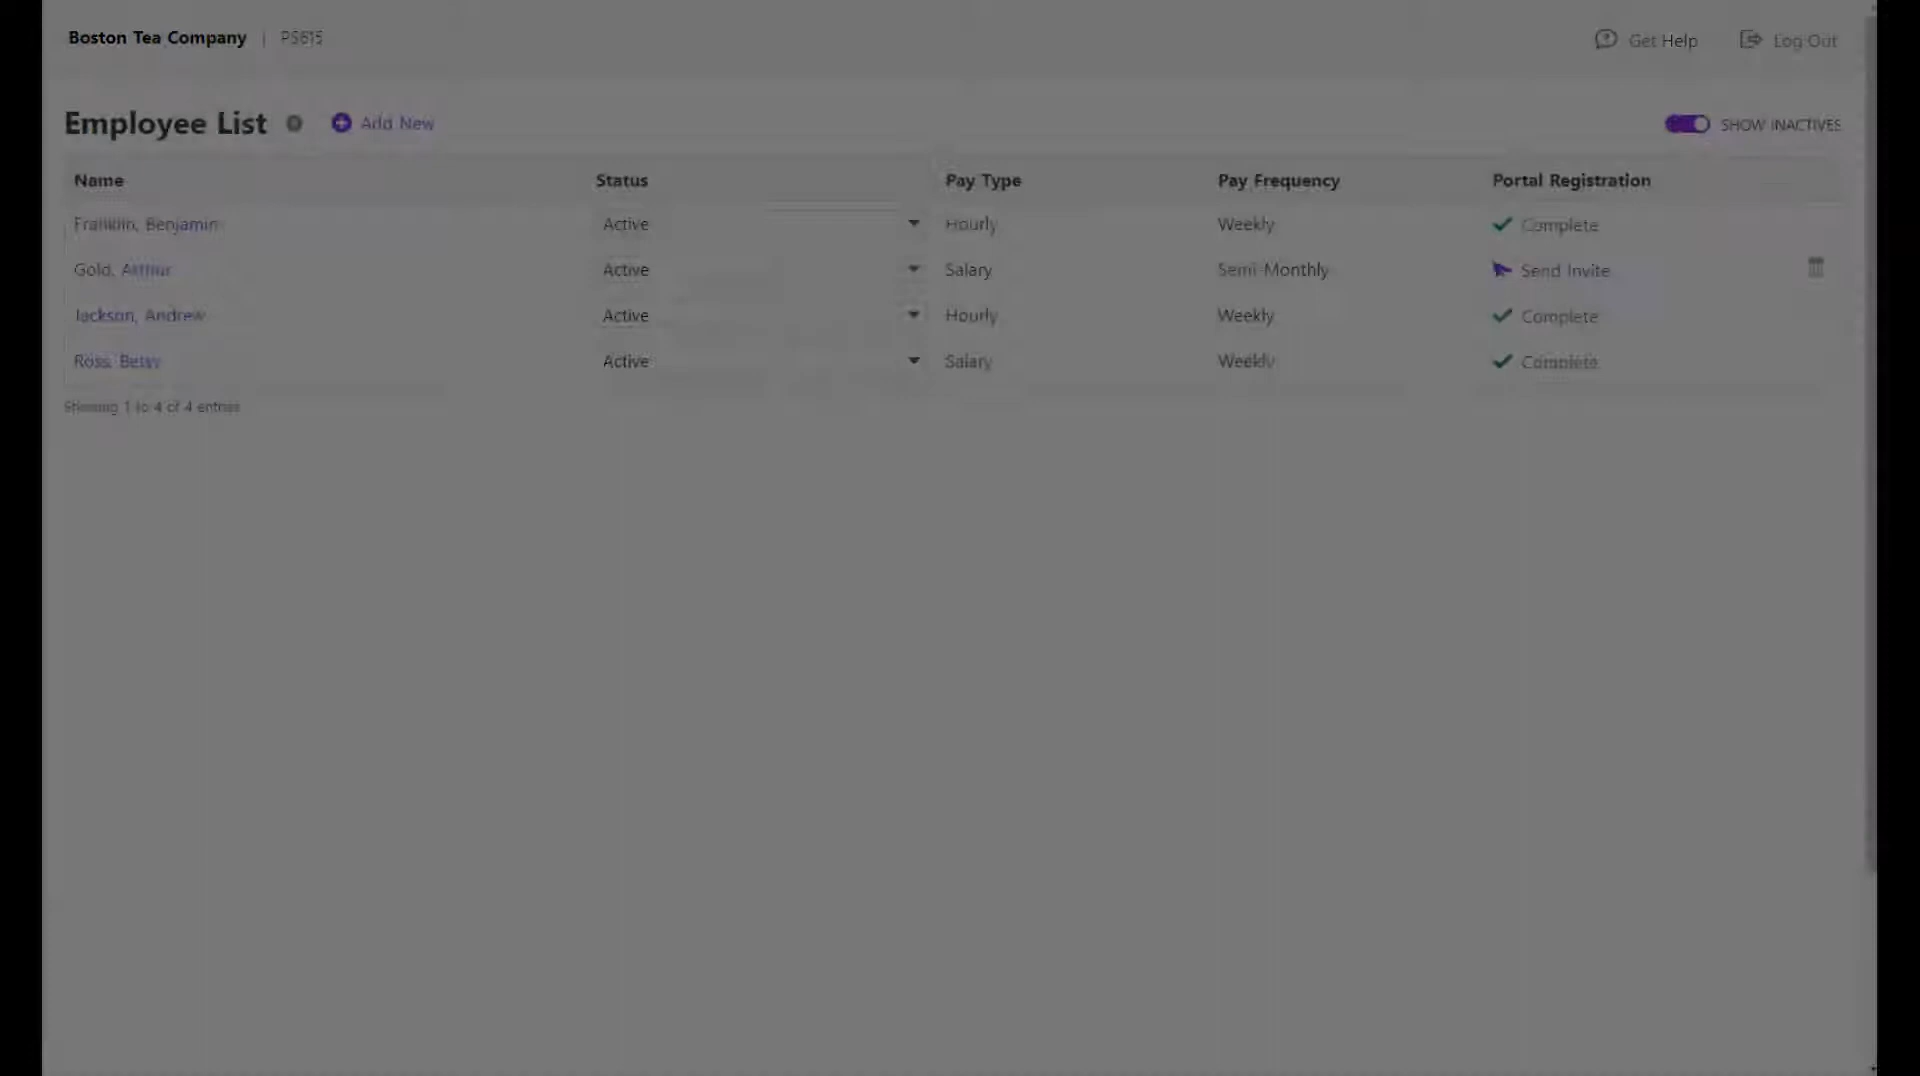 Boston Tea Company | PS615
Get Help
Log Out
Employee List
Add New
SHOW INACTIVES
Name Status Pay Type Pay Frequency Portal Registration
Franklin, Benjamin Active Hourly Weekly Complete
Gold, Arthur Active Salary Semi-Monthly Send Invite
Jackson, Andrew Active Hourly Weekly Complete
Ross, Betsy Active Salary Weekly Complete
Showing 1 to 4 of 4 entries